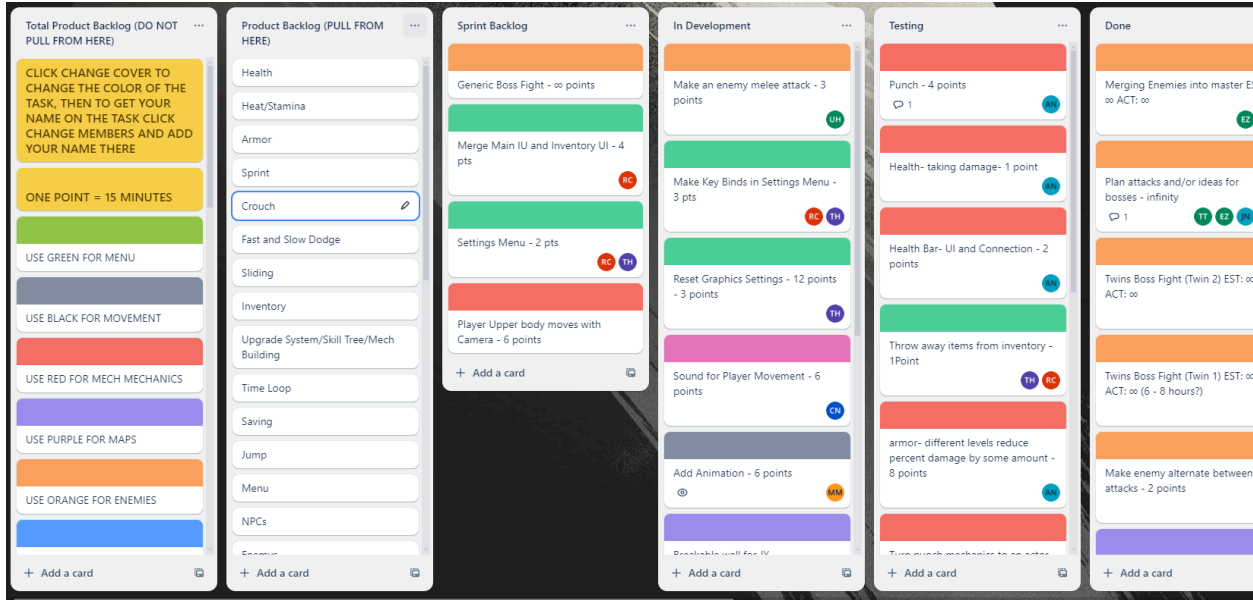 Total Product Backlog (DO NOT
PULL FROM HERE)
CLICK CHANGE COVER TO
CHANGE THE COLOR OF THE
TASK, THEN TO GET YOUR
NAME ON THE TASK CLICK
CHANGE MEMBERS AND ADD
YOUR NAME THERE
ONE POINT = 15 MINUTES
USE GREEN FOR MENU
USE BLACK FOR MOVEMENT
USE RED FOR MECH MECHANICS
USE PURPLE FOR MAPS
USE ORANGE FOR ENEMIES
+ Add a card
Product Backlog (PULL FROM
HERE)
Health
Heat/Stamina
Armor
Sprint
Crouch
Fast and Slow Dodge
Sliding
Inventory
Upgrade System/Skill Tree/Mech
Building
Time Loop
Saving
Jump
Menu
NPCs
Enemys
+ Add a card
Sprint Backlog
Generic Boss Fight - ∞ points
Merge Main IU and Inventory UI - 4
pts
RC
Settings Menu - 2 pts
RC TH
Player Upper body moves with
Camera - 6 points
+ Add a card
In Development
Make an enemy melee attack - 3
points
UH
Make Key Binds in Settings Menu -
3 pts
RC TH
Reset Graphics Settings - 12 points
- 3 points
TH
Sound for Player Movement - 6
points
CN
Add Animation - 6 points
MM
Breakable wall for JY
+ Add a card
Testing
Punch - 4 points
1 AN
Health- taking damage- 1 point
AN
Health Bar- UI and Connection - 2
points
AN
Throw away items from inventory -
1Point
TH RC
armor- different levels reduce
percent damage by some amount -
8 points
AN
Turn punch mechanics to an actor
+ Add a card
Done
Merging Enemies into master ES
∞ ACT: ∞
EZ
Plan attacks and/or ideas for
bosses - infinity
1 TT EZ JN
Twins Boss Fight (Twin 2) EST: ∞
ACT: ∞
Twins Boss Fight (Twin 1) EST: ∞
ACT: ∞ (6 - 8 hours?)
Make enemy alternate between
attacks - 2 points
+ Add a card